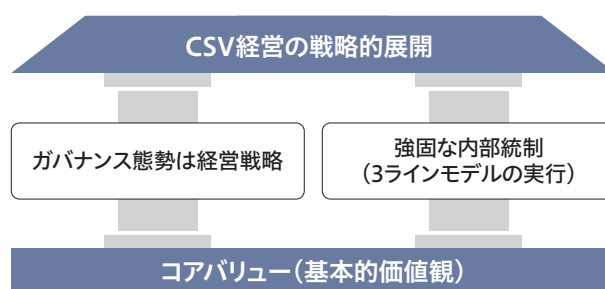 CSV経営の戦略的展開
ガバナンス態勢は経営戦略
強固な内部統制
（3ラインモデルの実行）
コアバリュー（基本的価値観）